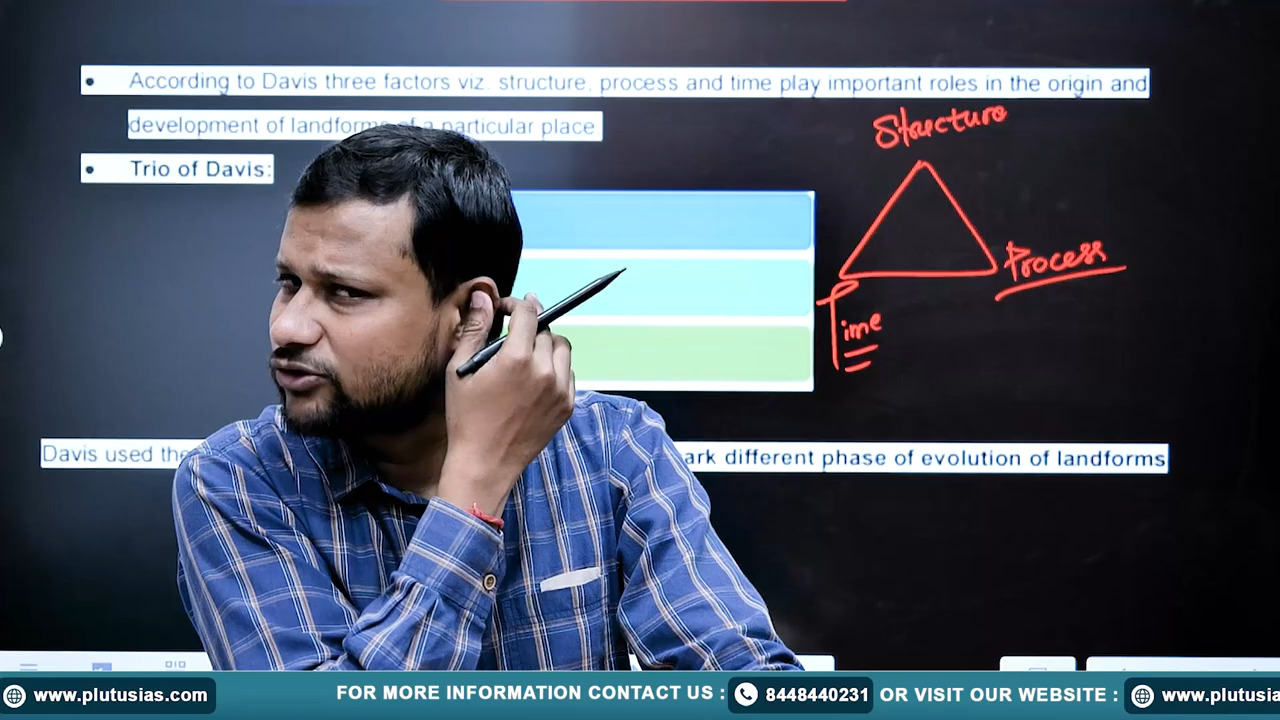 • According to Davis three factors viz. structure, process and time play important roles in the origin and
development of landforms of a particular place
• Trio of Davis:
Structure
Process
Time
Davis used the ark different phase of evolution of landforms
www.plutusias.com FOR MORE INFORMATION CONTACT US : 8448440231 OR VISIT OUR WEBSITE : www.plutusia